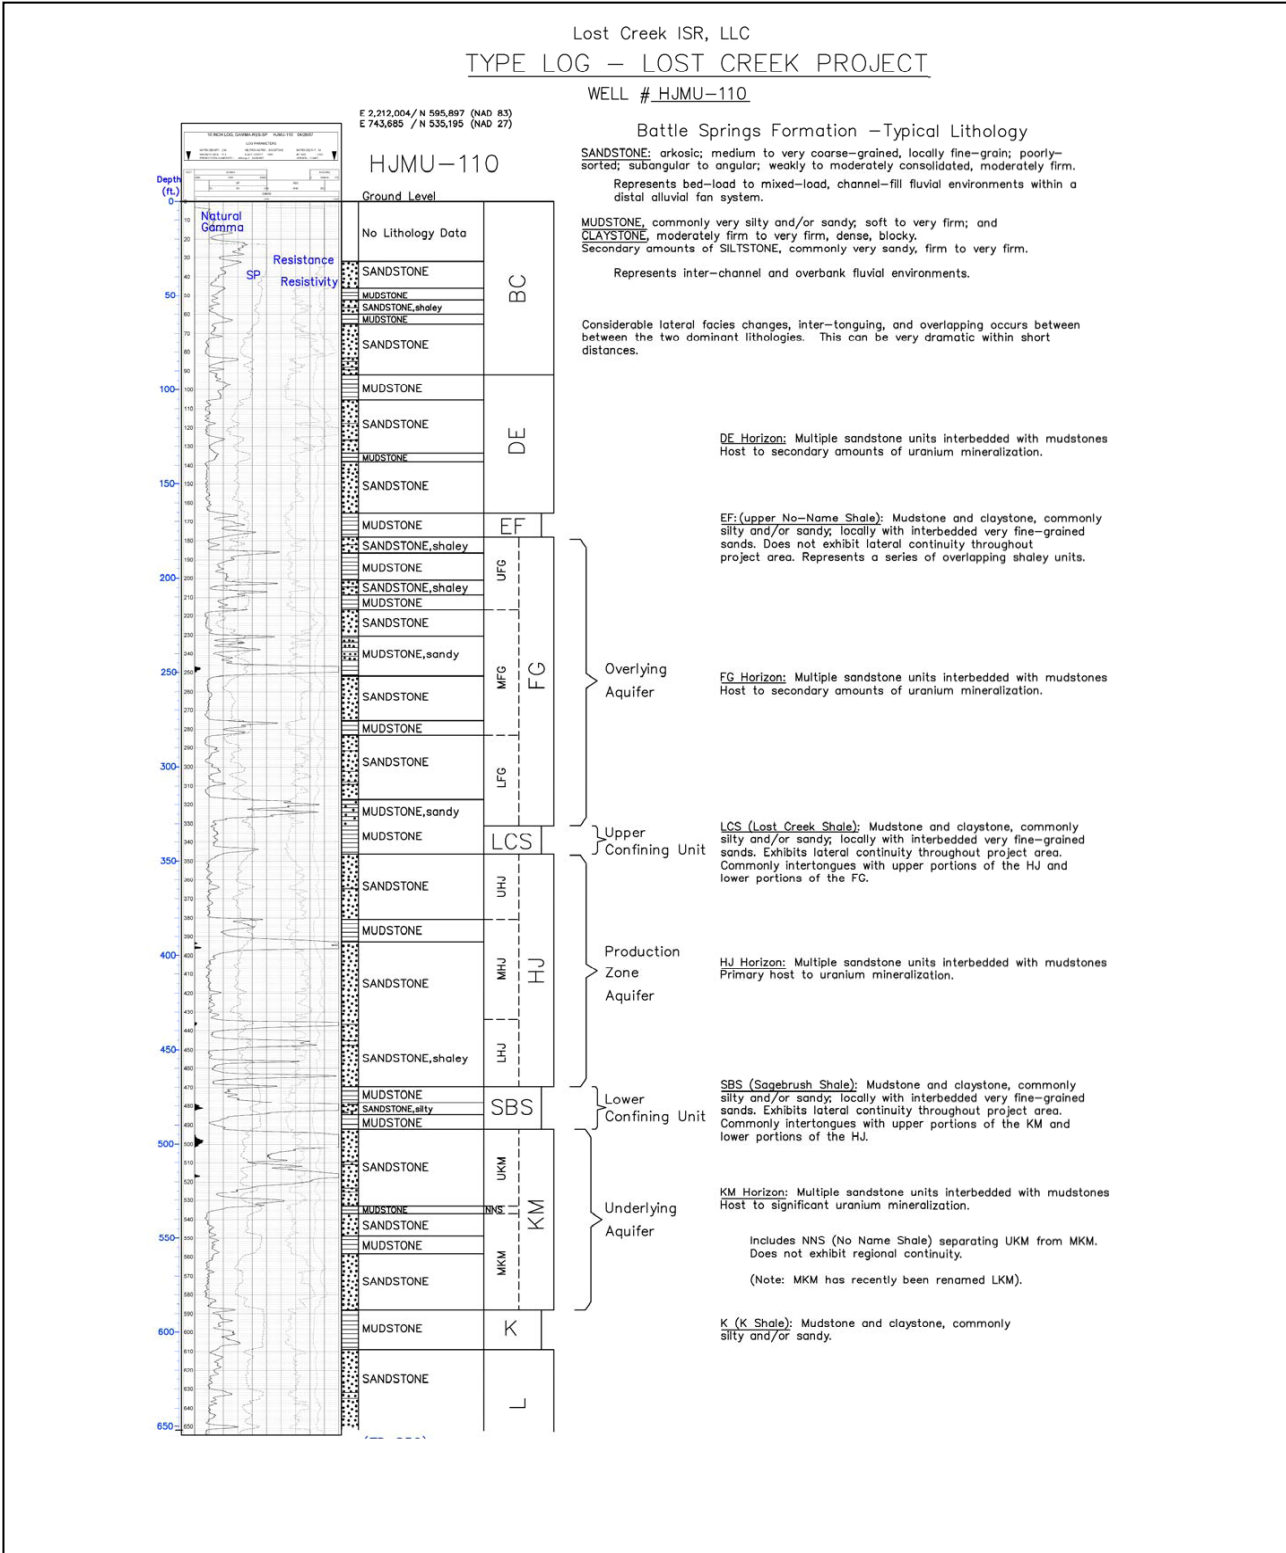 Lost Creek ISR, LLC
TYPE LOG – LOST CREEK PROJECT
WELL # HJMU-110
E 2,212,004/ N 595,897 (NAD 83)
E 743,685 / N 535,195 (NAD 27)
HJMU-110
Depth
(ft.)
Ground Level
Natural
Gamma
SP
Resistance
Resistivity
0
50
100
150
200
250
300
350
400
450
500
550
600
650
No Lithology Data
SANDSTONE
MUDSTONE
SANDSTONE,shaley
MUDSTONE
SANDSTONE
MUDSTONE
SANDSTONE
MUDSTONE
SANDSTONE
MUDSTONE
SANDSTONE,shaley
MUDSTONE
SANDSTONE,shaley
MUDSTONE
SANDSTONE
MUDSTONE,sandy
SANDSTONE
MUDSTONE
SANDSTONE
MUDSTONE,sandy
MUDSTONE
SANDSTONE
MUDSTONE
SANDSTONE
SANDSTONE,shaley
MUDSTONE
SANDSTONE,silty
MUDSTONE
SANDSTONE
MUDSTONE
SANDSTONE
MUDSTONE
SANDSTONE
MUDSTONE
SANDSTONE
BC
DE
EF
UFG
MFG
LFG
FG
LCS
UHJ
MHJ
LHJ
HJ
SBS
UKM
NNS
MKM
KM
K
L
Overlying
Aquifer
Upper
Confining Unit
Production
Zone
Aquifer
Lower
Confining Unit
Underlying
Aquifer
Battle Springs Formation –Typical Lithology
SANDSTONE: arkosic; medium to very coarse-grained, locally fine-grain; poorly-
sorted; subangular to angular; weakly to moderately consolidated, moderately firm.
Represents bed-load to mixed-load, channel-fill fluvial environments within a
distal alluvial fan system.
MUDSTONE, commonly very silty and/or sandy; soft to very firm; and
CLAYSTONE, moderately firm to very firm, dense, blocky.
Secondary amounts of SILTSTONE, commonly very sandy, firm to very firm.
Represents inter-channel and overbank fluvial environments.
Considerable lateral facies changes, inter-tonguing, and overlapping occurs between
between the two dominant lithologies. This can be very dramatic within short
distances.
DE Horizon: Multiple sandstone units interbedded with mudstones
Host to secondary amounts of uranium mineralization.
EF:(upper No-Name Shale): Mudstone and claystone, commonly
silty and/or sandy; locally with interbedded very fine-grained
sands. Does not exhibit lateral continuity throughout
project area. Represents a series of overlapping shaley units.
FG Horizon: Multiple sandstone units interbedded with mudstones
Host to secondary amounts of uranium mineralization.
LCS (Lost Creek Shale): Mudstone and claystone, commonly
silty and/or sandy; locally with interbedded very fine-grained
sands. Exhibits lateral continuity throughout project area.
Commonly intertongues with upper portions of the HJ and
lower portions of the FG.
HJ Horizon: Multiple sandstone units interbedded with mudstones
Primary host to uranium mineralization.
SBS (Sagebrush Shale): Mudstone and claystone, commonly
silty and/or sandy; locally with interbedded very fine-grained
sands. Exhibits lateral continuity throughout project area.
Commonly intertongues with upper portions of the KM and
lower portions of the HJ.
KM Horizon: Multiple sandstone units interbedded with mudstones
Host to significant uranium mineralization.
Includes NNS (No Name Shale) separating UKM from MKM.
Does not exhibit regional continuity.
(Note: MKM has recently been renamed LKM).
K (K Shale): Mudstone and claystone, commonly
silty and/or sandy.